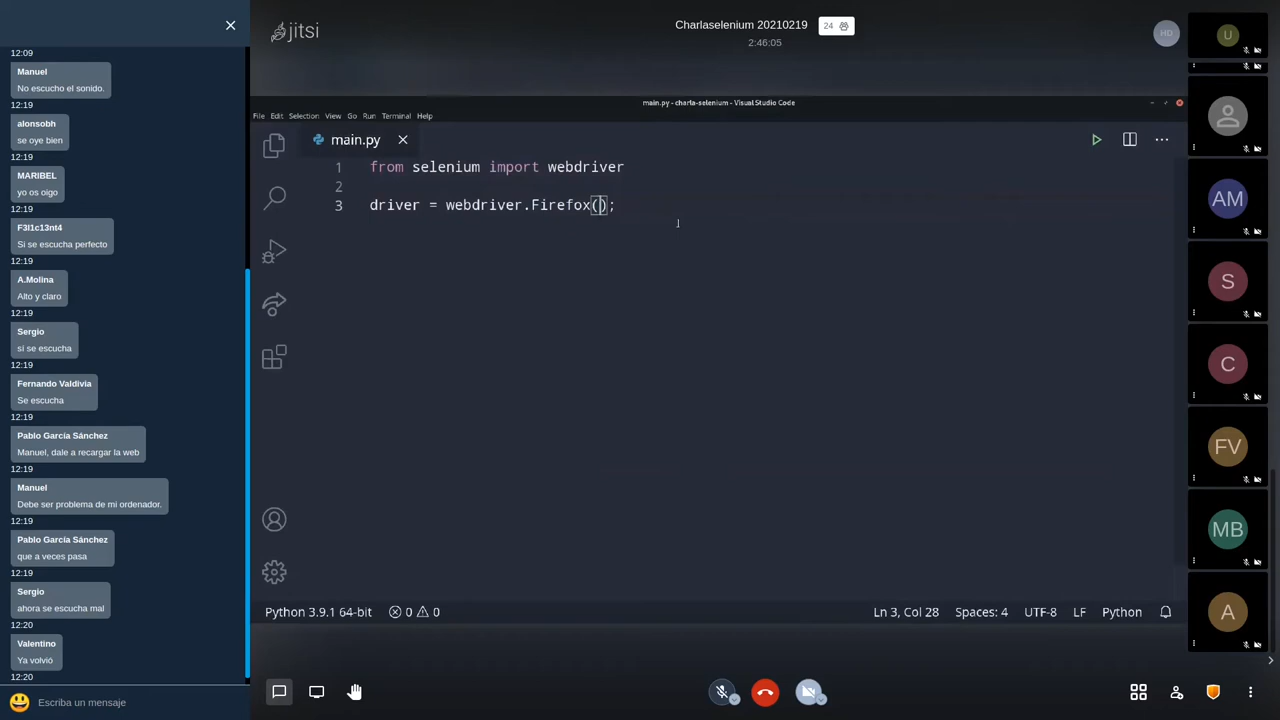 12:09
Manuel
No escucho el sonido.
12:19
alonsobh
se oye bien
12:19
MARIBEL
yo os oigo
12:19
F3l1c13nt4
Si se escucha perfecto
12:19
A.Molina
Alto y claro
12:19
Sergio
sí se escucha
12:19
Fernando Valdivia
Se escucha
12:19
Pablo García Sánchez
Manuel, dale a recargar la web
12:19
Manuel
Debe ser problema de mi ordenador.
12:19
Pablo García Sánchez
que a veces pasa
12:19
Sergio
ahora se escucha mal
12:20
Valentino
Ya volvió
12:20
Escriba un mensaje
jitsi
Charlaselenium 20210219
24
2:46:05
HD
main.py - charla-selenium - Visual Studio Code
File Edit Selection View Go Run Terminal Help
main.py
1 from selenium import webdriver
2
3 driver = webdriver.Firefox();
Python 3.9.1 64-bit 0 0 Ln 3, Col 28 Spaces: 4 UTF-8 LF Python
U
AM
S
C
FV
MB
A